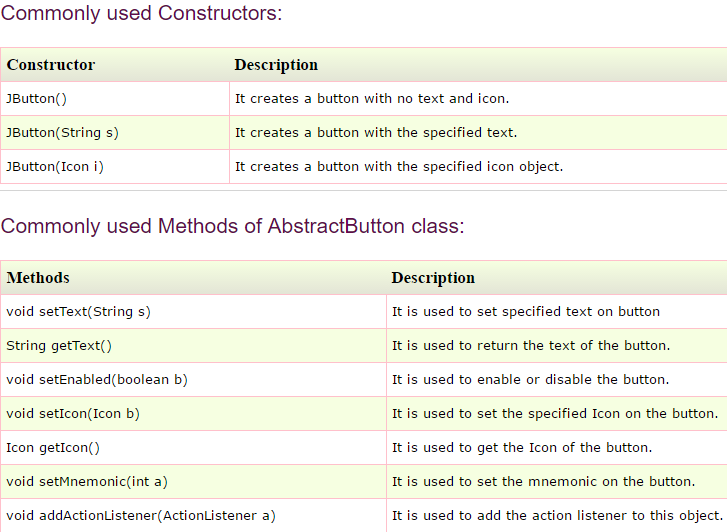 Commonly used Constructors:
Constructor Description
JButton() It creates a button with no text and icon.
JButton(String s) It creates a button with the specified text.
JButton(Icon i) It creates a button with the specified icon object.
Commonly used Methods of AbstractButton class:
Methods Description
void setText(String s) It is used to set specified text on button
String getText() It is used to return the text of the button.
void setEnabled(boolean b) It is used to enable or disable the button.
void setIcon(Icon b) It is used to set the specified Icon on the button.
Icon getIcon() It is used to get the Icon of the button.
void setMnemonic(int a) It is used to set the mnemonic on the button.
void addActionListener(ActionListener a) It is used to add the action listener to this object.